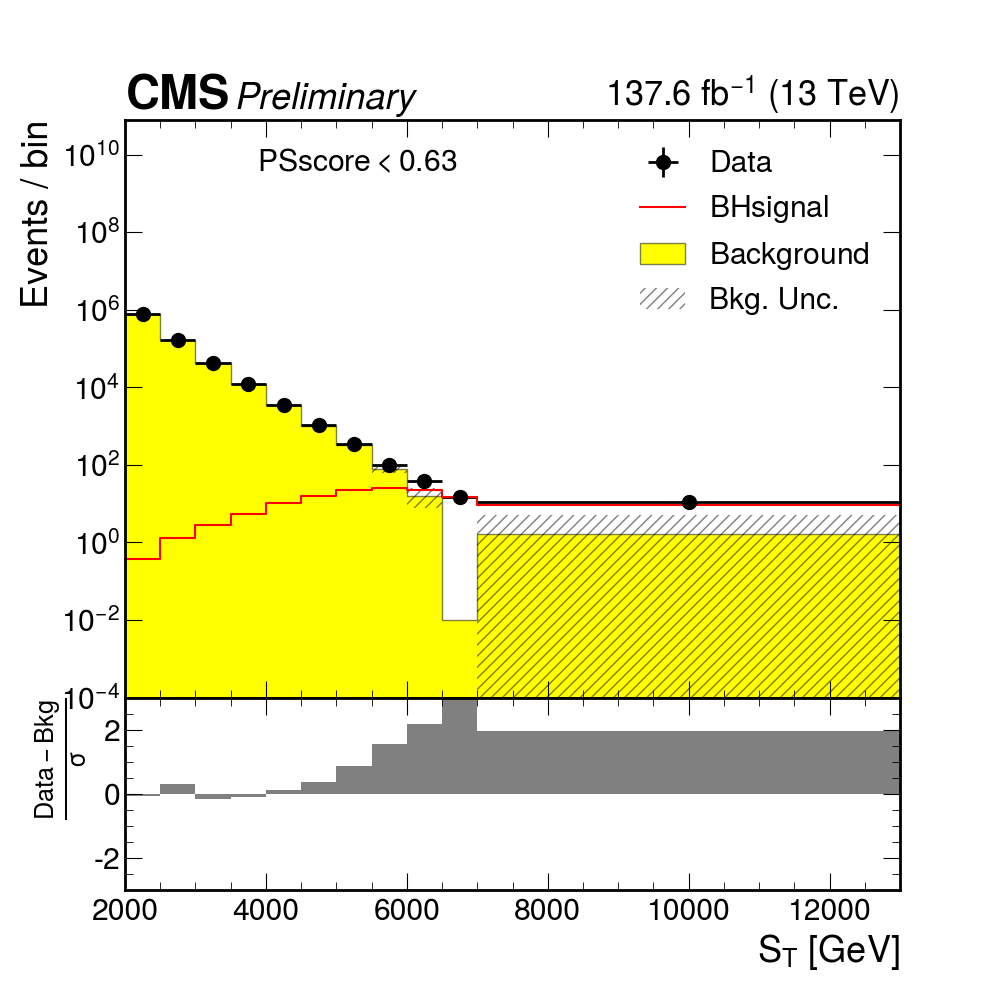 CMS Preliminary 137.6 fb⁻¹ (13 TeV)
Events / bin
PSscore < 0.63
Data
BHsignal
Background
Bkg. Unc.
10¹⁰
10⁸
10⁶
10⁴
10²
10⁰
10⁻²
10⁻⁴
Data − Bkg
σ
2
0
-2
2000 4000 6000 8000 10000 12000
S_T [GeV]